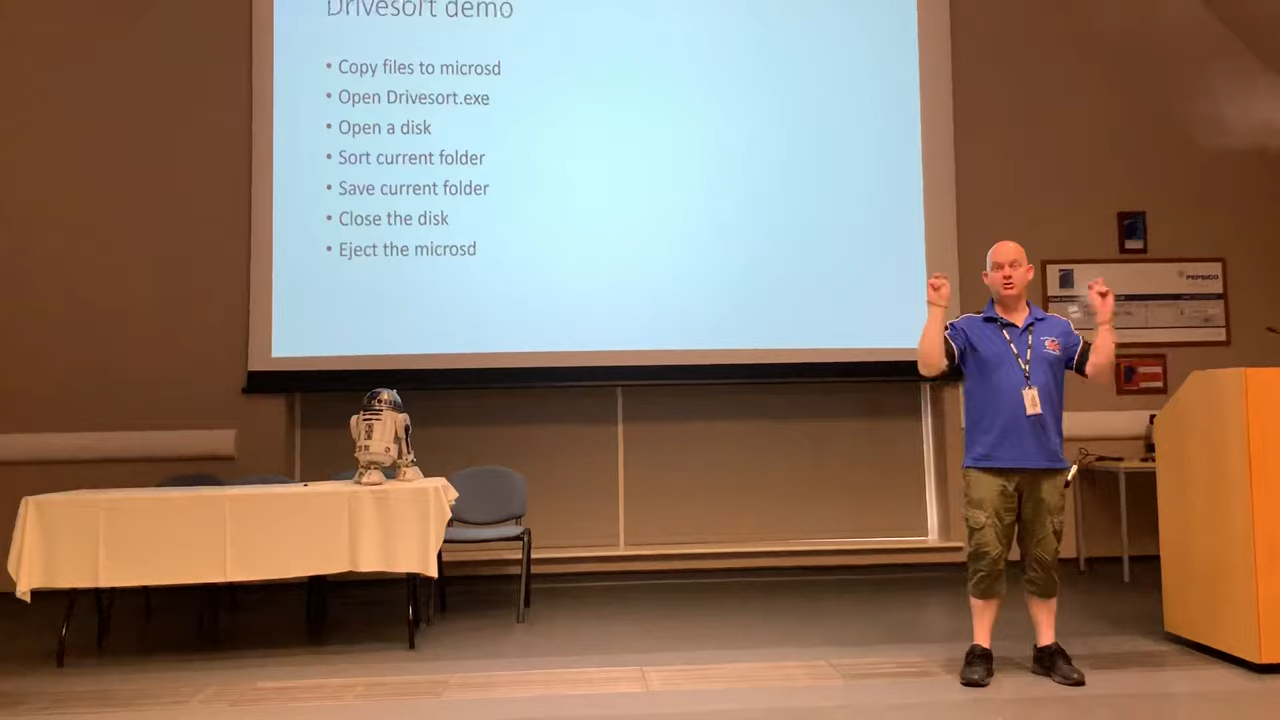 Drivesort demo
• Copy files to microsd
• Open Drivesort.exe
• Open a disk
• Sort current folder
• Save current folder
• Close the disk
• Eject the microsd
PEPSICO